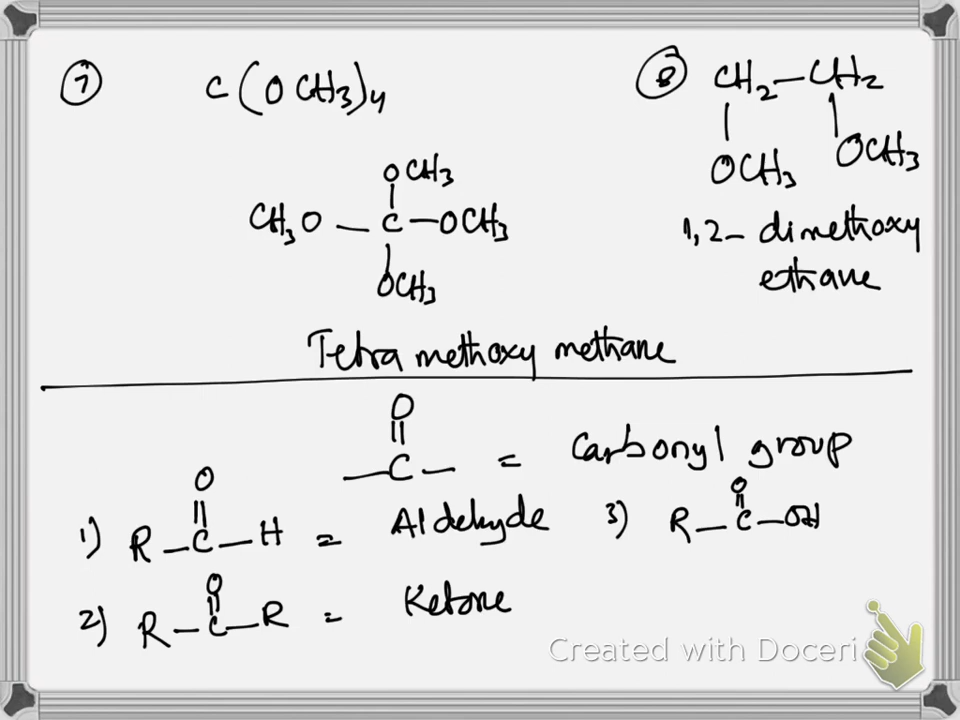 7 C(OCH3)4
8 CH2-CH2
OCH3 OCH3
1,2- dimethoxy
ethane
OCH3
CH3O - C - OCH3
OCH3
Tetra methoxy methane
O
-C- = Carbonyl group
O
1) R-C-H = Aldehyde
O
2) R-C-R = Ketone
O
3) R-C-OH
Created with Doceri